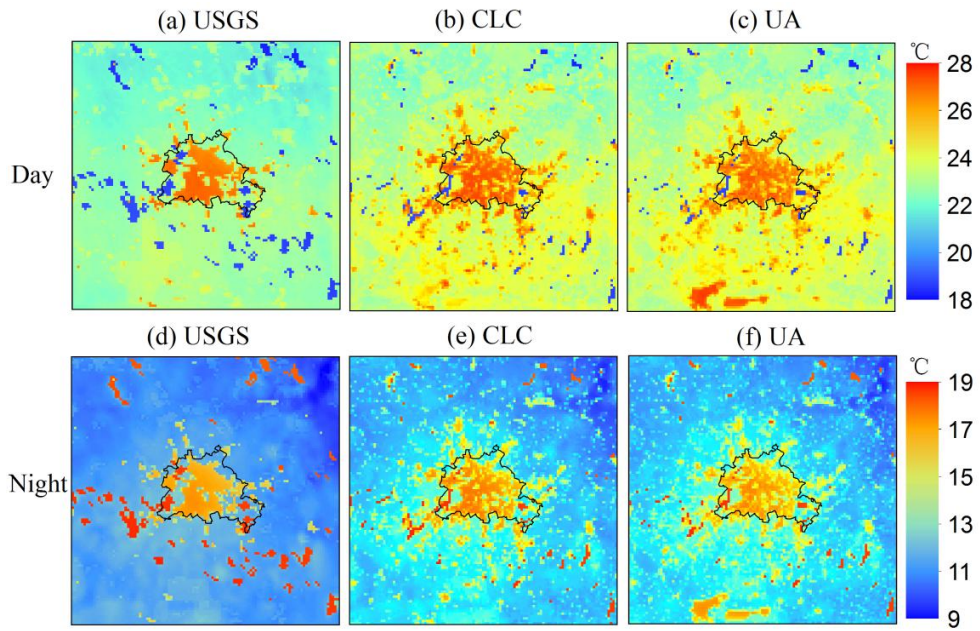 (a) USGS
(b) CLC
(c) UA
Day
℃
28
26
24
22
20
18
(d) USGS
(e) CLC
(f) UA
Night
℃
19
17
15
13
11
9